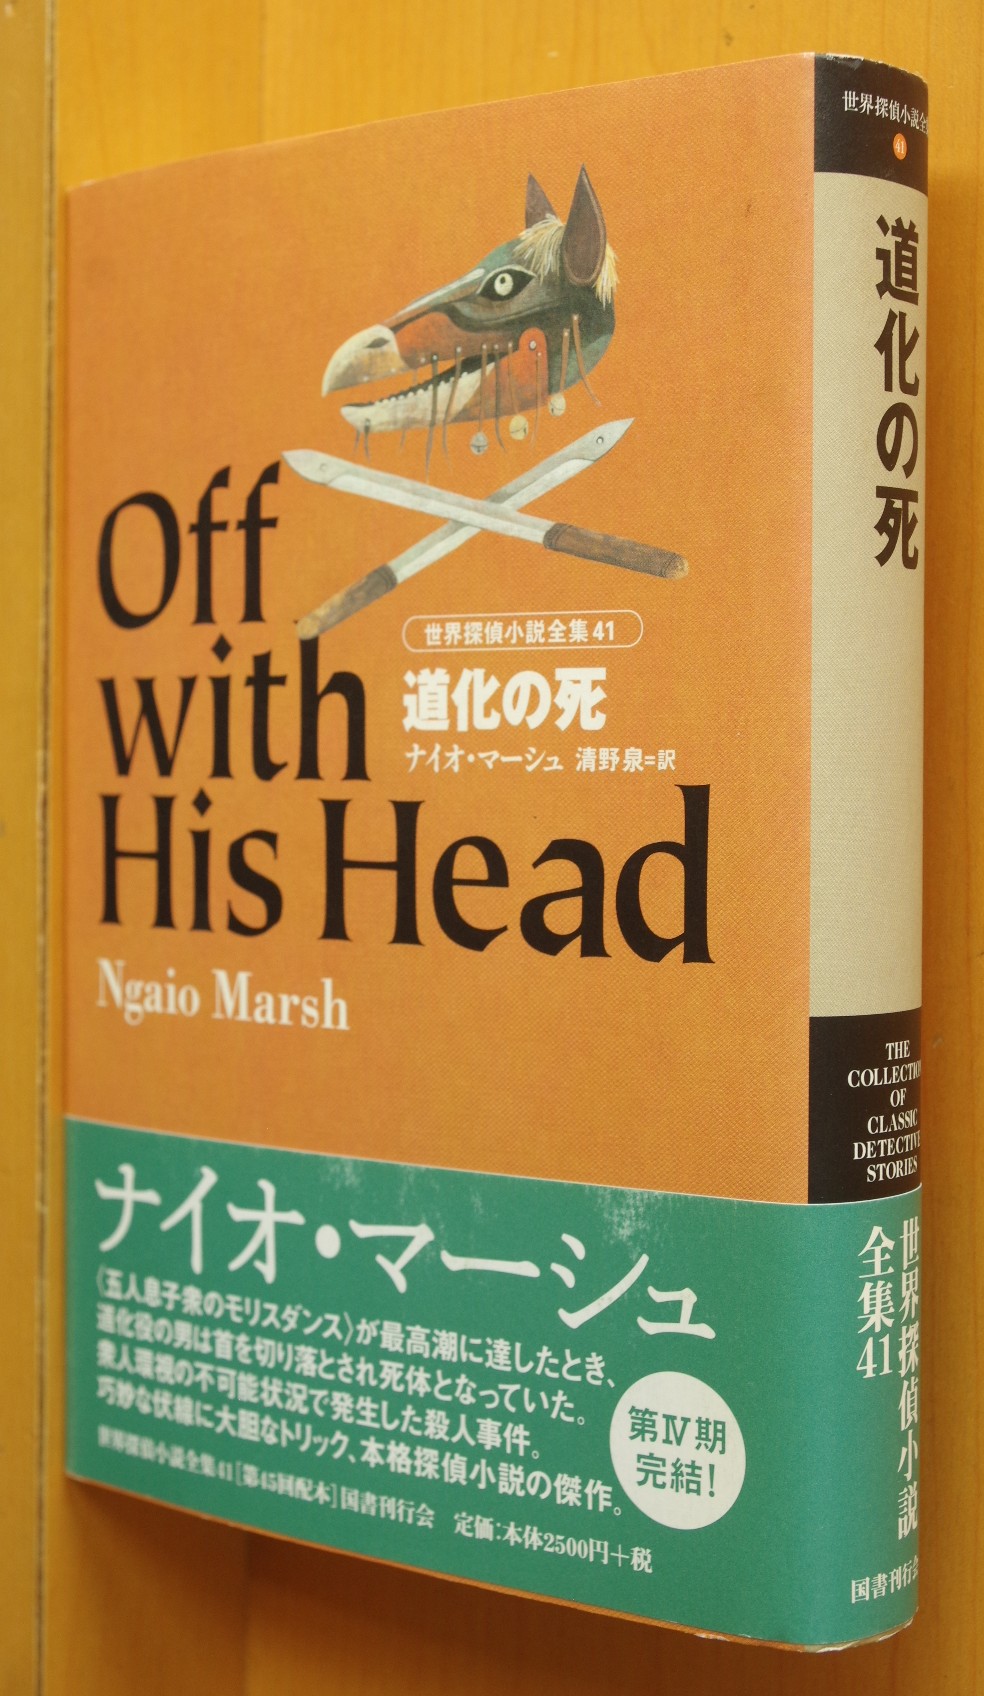 Off
with
His Head
世界探偵小説全集41
道化の死
ナイオ・マーシュ 清野泉=訳
Ngaio Marsh
ナイオ・マーシュ
〈五人息子衆のモリスダンス〉が最高潮に達したとき、
道化役の男は首を切り落とされ死体となっていた。
衆人環視の不可能状況で発生した殺人事件。
巧妙な伏線に大胆なトリック、本格探偵小説の傑作。
第Ⅳ期
完結!
世界探偵小説全集41[第45回配本]国書刊行会 定価:本体2500円+税
世界探偵小説全
41
道化の死
THE
COLLECTIO
OF
CLASSIC
DETECTIVE
STORIES
世界探偵小説
全集41
国書刊行会